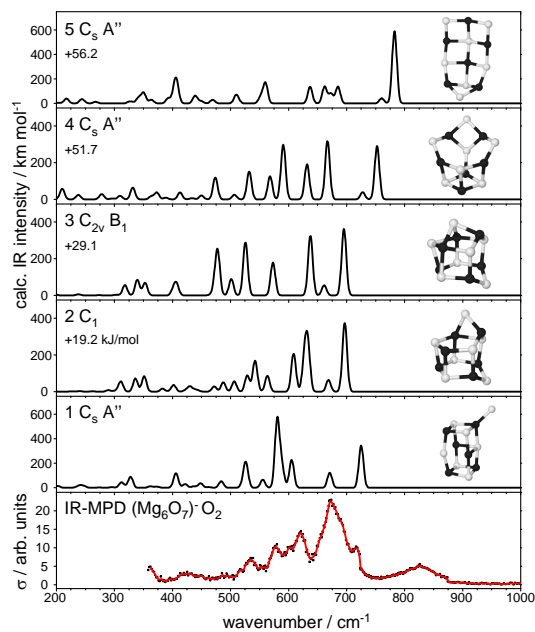 5 Cs A''
+56.2
600
400
200
0
4 Cs A''
+51.7
400
200
0
3 C2v B1
+29.1
400
200
0
2 C1
+19.2 kJ/mol
400
200
0
1 Cs A''
600
400
200
0
calc. IR intensity / km mol-1
IR-MPD (Mg6O7)-O2
20
15
10
5
0
σ / arb. units
200 300 400 500 600 700 800 900 1000
wavenumber / cm-1